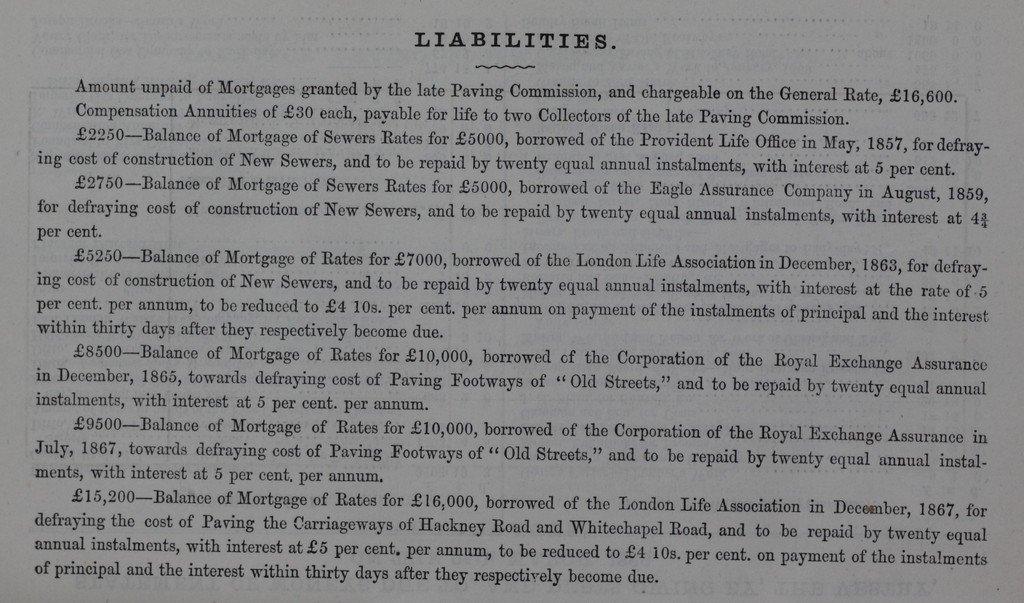 LIABILITIES.
Amount unpaid of Mortgages granted by the late Paving Commission, and chargeable on the General Rate, £16,600.
Compensation Annuities of £30 each, payable for life to two Collectors of the late Paving Commission.
£2250—Balance of Mortgage of Sewers Rates for £5000, borrowed of the Provident Life Office in May, 1857, for defray-
ing cost of construction of New Sewers, and to be repaid by twenty equal annual instalments, with interest at 5 per cent.
£2750—Balance of Mortgage of Sewers Rates for £5000, borrowed of the Eagle Assurance Company in August, 1859,
for defraying cost of construction of New Sewers, and to be repaid by twenty equal annual instalments, with interest at 4¾
per cent.
£5250—Balance of Mortgage of Rates for £7000, borrowed of the London Life Association in December, 1863, for defray-
ing cost of construction of New Sewers, and to be repaid by twenty equal annual instalments, with interest at the rate of 5
per cent. per annum, to be reduced to £4 10s. per cent. per annum on payment of the instalments of principal and the interest
within thirty days after they respectively become due.
£8500—Balance of Mortgage of Rates for £10,000, borrowed of the Corporation of the Royal Exchange Assurance
in December, 1865, towards defraying cost of Paving Footways of "Old Streets," and to be repaid by twenty equal annual
instalments, with interest at 5 per cent. per annum.
£9500—Balance of Mortgage of Rates for £10,000, borrowed of the Corporation of the Royal Exchange Assurance in
July, 1867, towards defraying cost of Paving Footways of "Old Streets," and to be repaid by twenty equal annual instal-
ments, with interest at 5 per cent. per annum.
£15,200—Balance of Mortgage of Rates for £16,000, borrowed of the London Life Association in December, 1867, for
defraying the cost of Paving the Carriageways of Hackney Road and Whitechapel Road, and to be repaid by twenty equal
annual instalments, with interest at £5 per cent. per annum, to be reduced to £4 10s. per cent. on payment of the instalments
of principal and the interest within thirty days after they respectively become due.